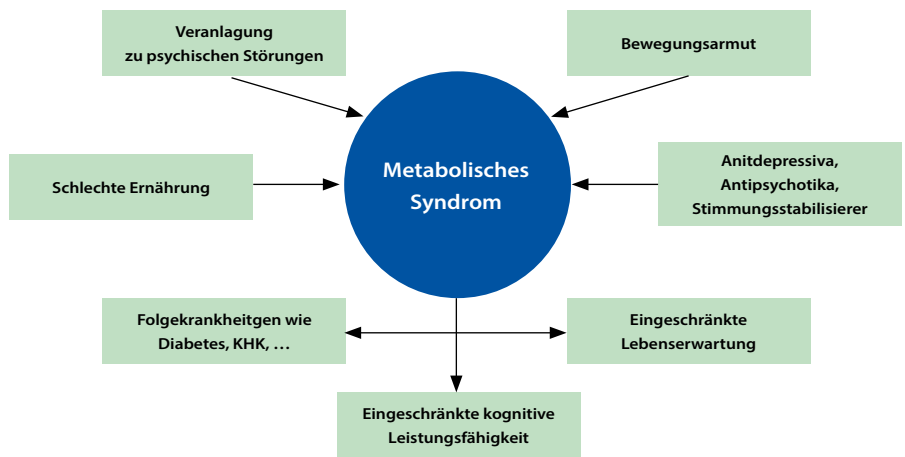 Veranlagung
zu psychischen Störungen
Bewegungsarmut
Schlechte Ernährung
Metabolisches
Syndrom
Anitdepressiva,
Antipsychotika,
Stimmungsstabilisierer
Folgekrankheitgen wie
Diabetes, KHK, …
Eingeschränkte
Lebenserwartung
Eingeschränkte kognitive
Leistungsfähigkeit